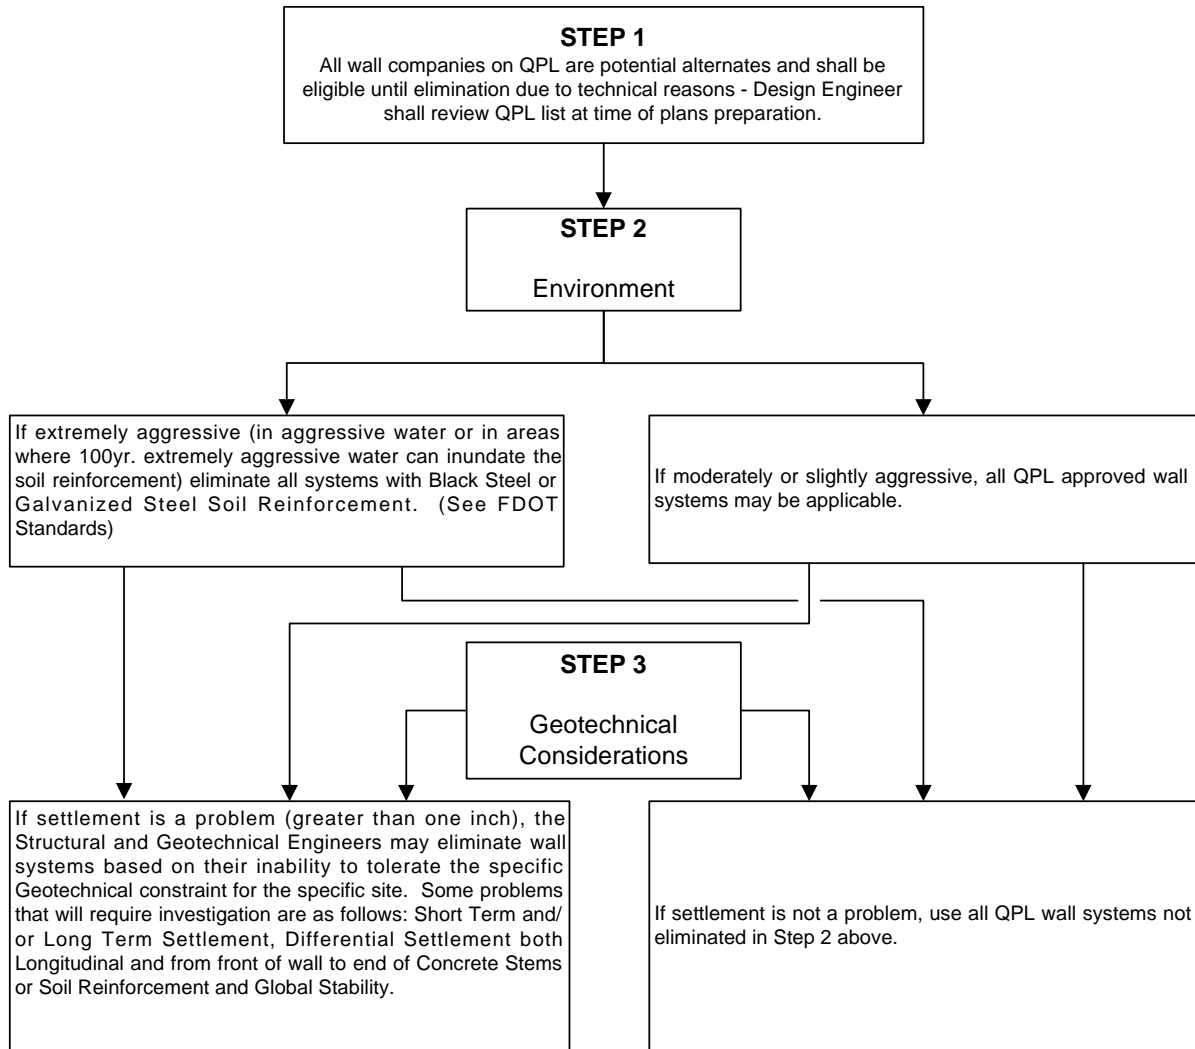 STEP 1
All wall companies on QPL are potential alternates and shall be
eligible until elimination due to technical reasons - Design Engineer
shall review QPL list at time of plans preparation.
STEP 2
Environment
If extremely aggressive (in aggressive water or in areas
where 100yr. extremely aggressive water can inundate the
soil reinforcement) eliminate all systems with Black Steel or
Galvanized Steel Soil Reinforcement. (See FDOT
Standards)
If moderately or slightly aggressive, all QPL approved wall
systems may be applicable.
STEP 3
Geotechnical
Considerations
If settlement is a problem (greater than one inch), the
Structural and Geotechnical Engineers may eliminate wall
systems based on their inability to tolerate the specific
Geotechnical constraint for the specific site. Some problems
that will require investigation are as follows: Short Term and/
or Long Term Settlement, Differential Settlement both
Longitudinal and from front of wall to end of Concrete Stems
or Soil Reinforcement and Global Stability.
If settlement is not a problem, use all QPL wall systems not
eliminated in Step 2 above.